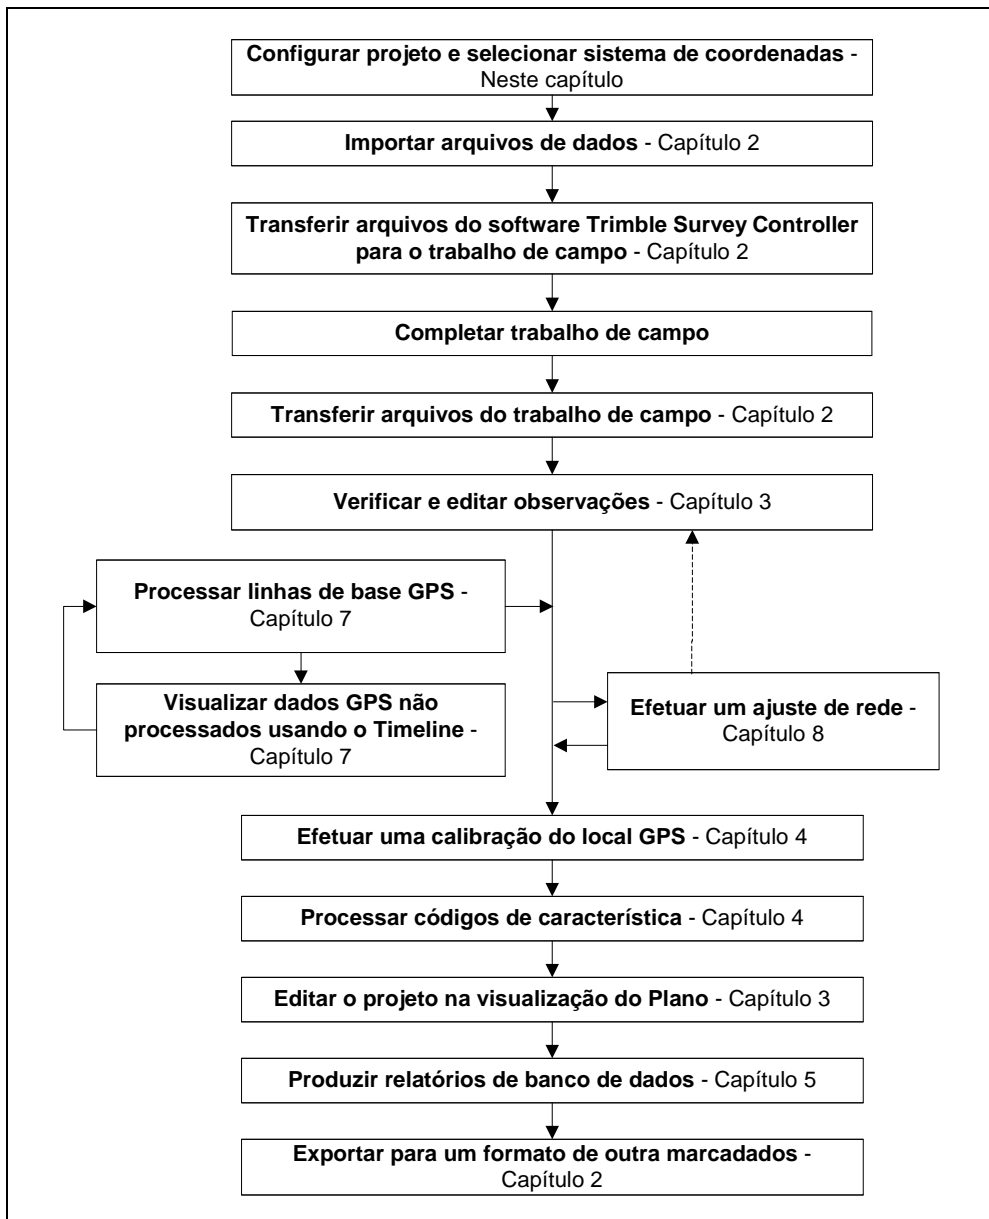 Configurar projeto e selecionar sistema de coordenadas -
Neste capítulo
Importar arquivos de dados - Capítulo 2
Transferir arquivos do software Trimble Survey Controller
para o trabalho de campo - Capítulo 2
Completar trabalho de campo
Transferir arquivos do trabalho de campo - Capítulo 2
Verificar e editar observações - Capítulo 3
Processar linhas de base GPS -
Capítulo 7
Visualizar dados GPS não
processados usando o Timeline -
Capítulo 7
Efetuar um ajuste de rede -
Capítulo 8
Efetuar uma calibração do local GPS - Capítulo 4
Processar códigos de característica - Capítulo 4
Editar o projeto na visualização do Plano - Capítulo 3
Produzir relatórios de banco de dados - Capítulo 5
Exportar para um formato de outra marcadados -
Capítulo 2